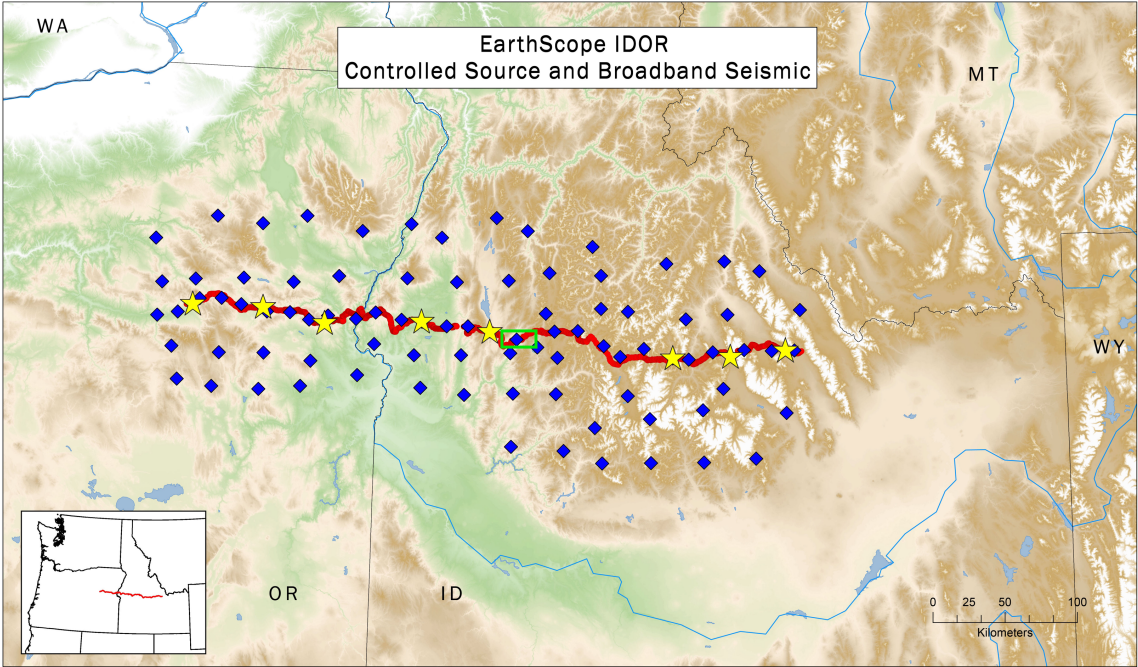 WA
EarthScope IDOR
Controlled Source and Broadband Seismic
MT
WY
OR
ID
0 25 50 100
Kilometers